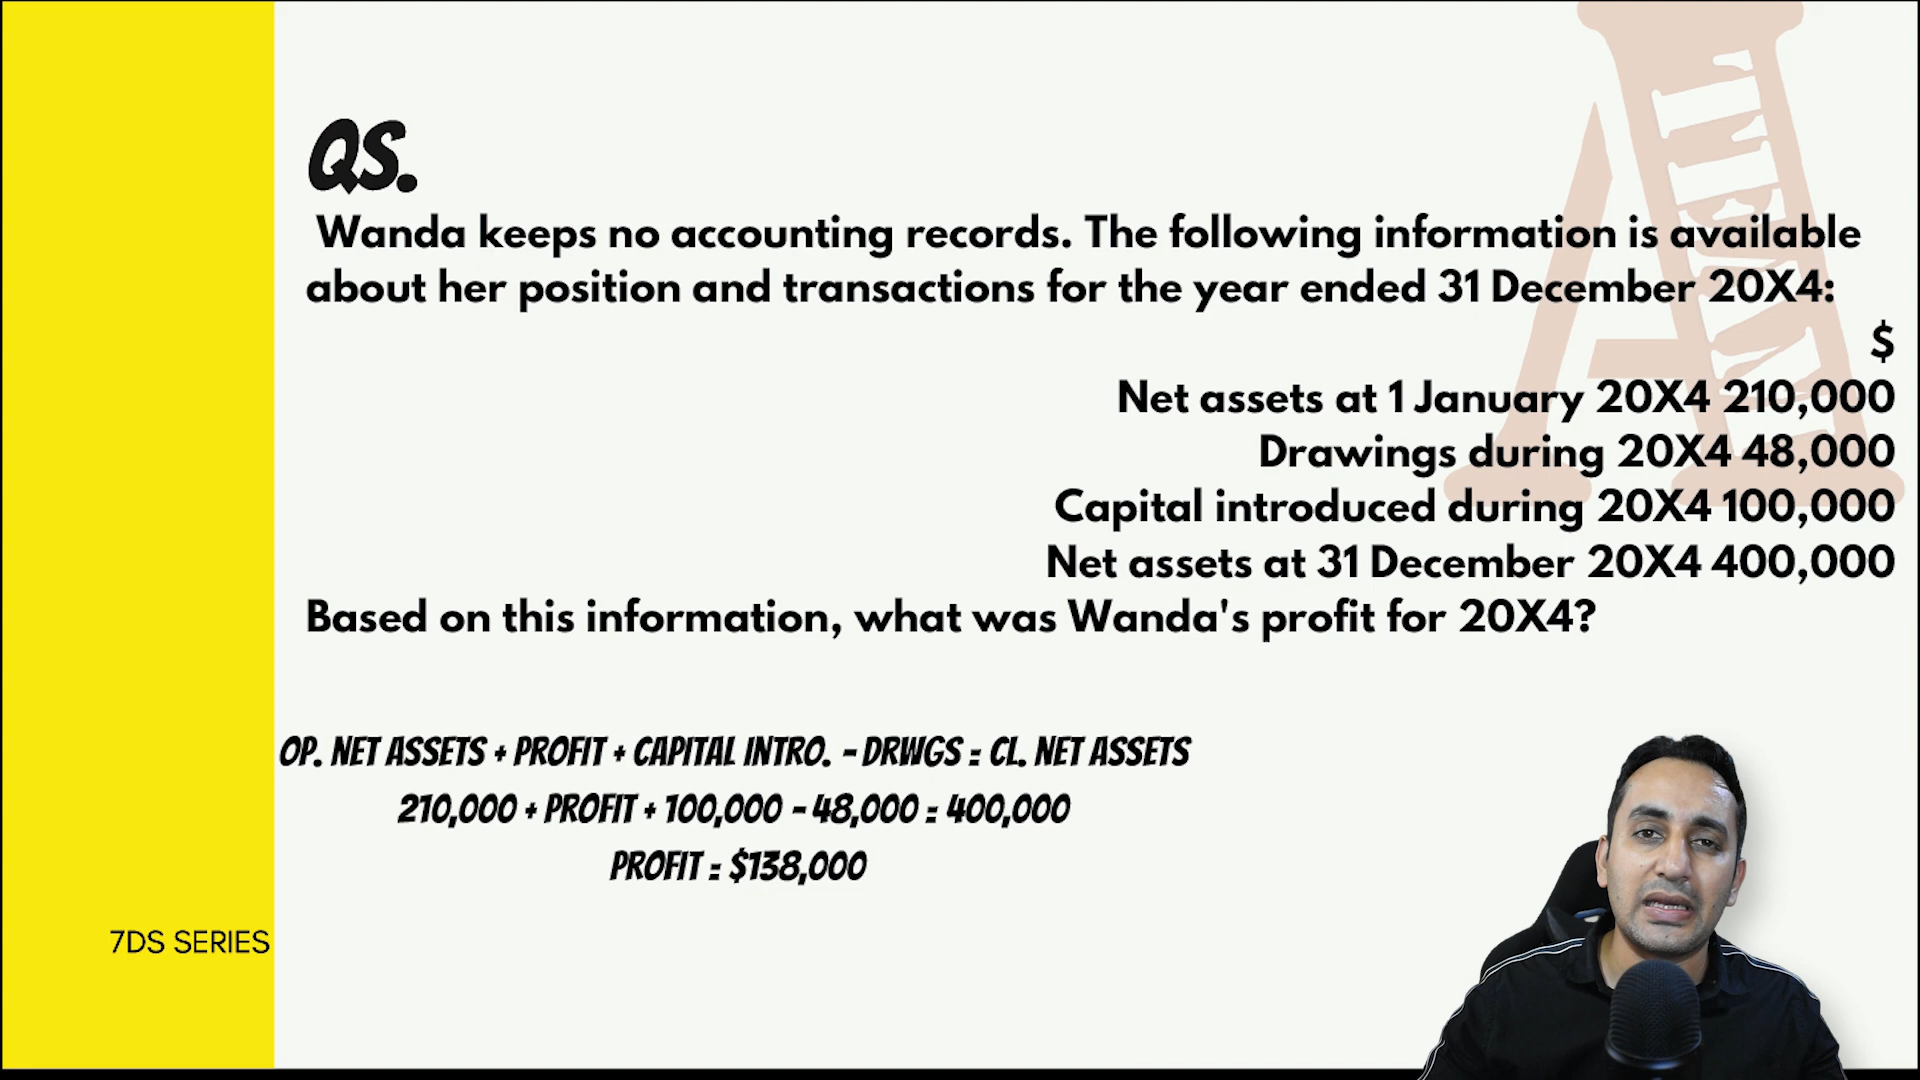 QS.
Wanda keeps no accounting records. The following information is available
about her position and transactions for the year ended 31 December 20X4:
$
Net assets at 1 January 20X4 210,000
Drawings during 20X4 48,000
Capital introduced during 20X4 100,000
Net assets at 31 December 20X4 400,000
Based on this information, what was Wanda's profit for 20X4?
OP. NET ASSETS + PROFIT + CAPITAL INTRO. - DRWGS = CL. NET ASSETS
210,000 + PROFIT + 100,000 - 48,000 = 400,000
PROFIT = $138,000
7DS SERIES